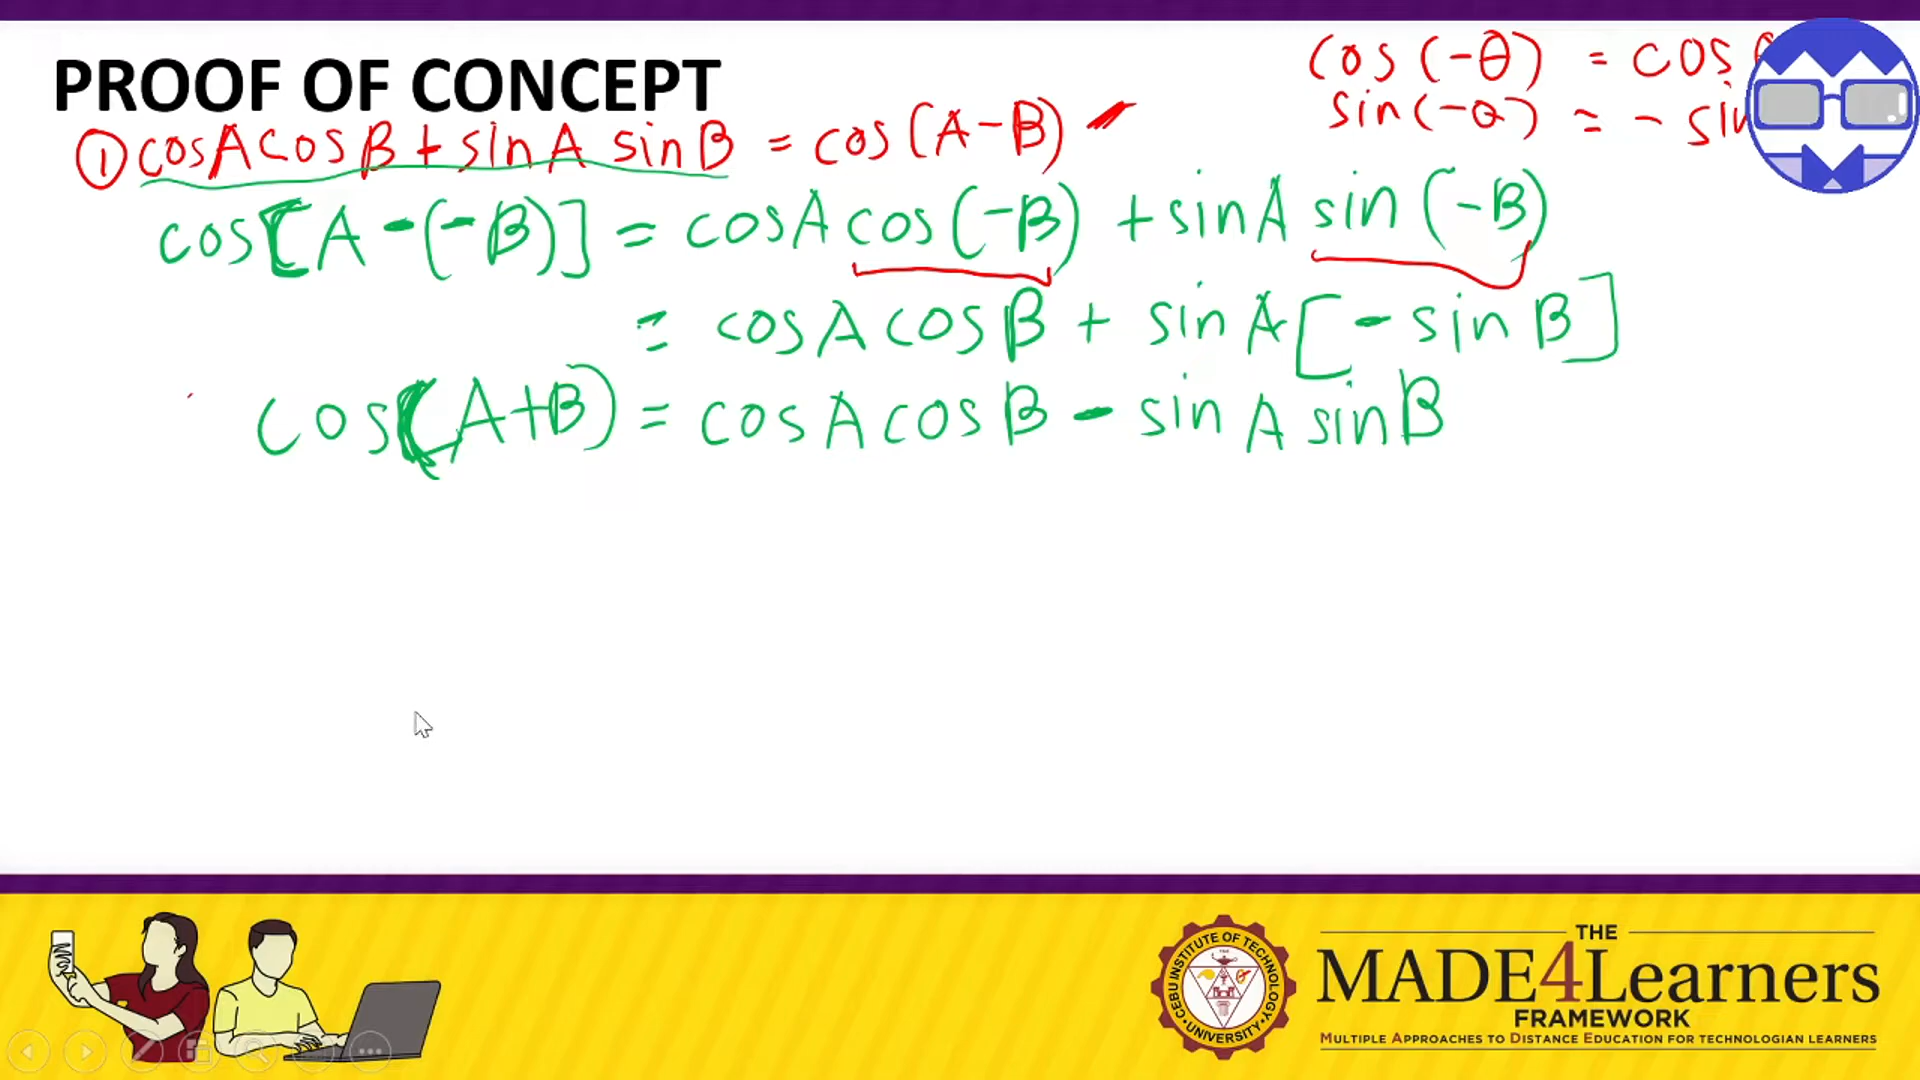 PROOF OF CONCEPT
cos (-θ) = cos
sin (-θ) = - sin
① cosA cosB + sinA sinB = cos (A-B)
cos [A - (-B)] = cosA cos (-B) + sinA sin (-B)
= cosA cosB + sinA [- sinB]
cos (A+B) = cosA cosB - sinA sinB
CEBU INSTITUTE OF TECHNOLOGY
• UNIVERSITY •
THE
MADE4Learners
FRAMEWORK
MULTIPLE APPROACHES TO DISTANCE EDUCATION FOR TECHNOLOGIAN LEARNERS